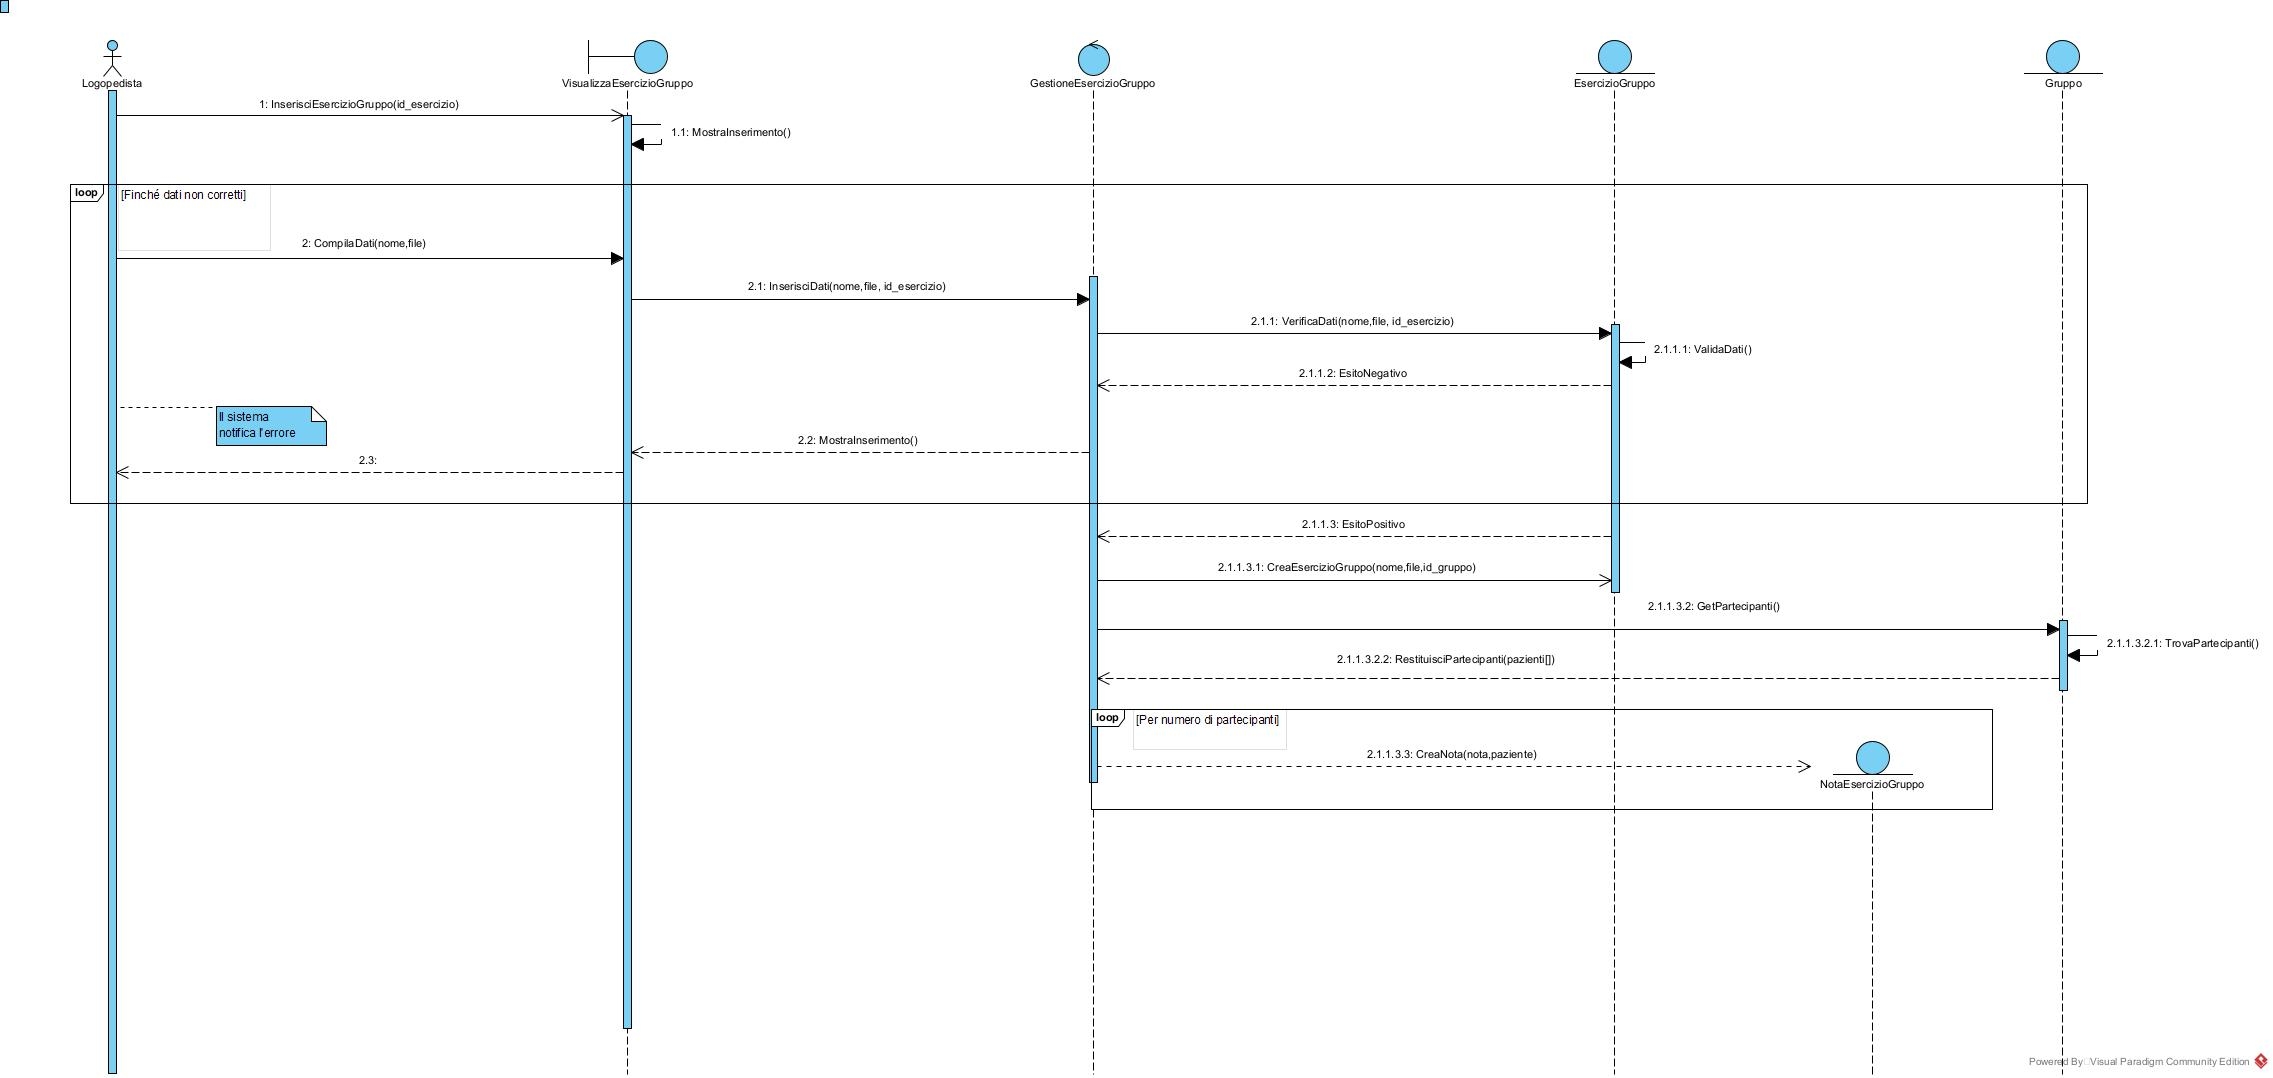 Logopedista
VisualizzaEsercizioGruppo
GestioneEsercizioGruppo
EsercizioGruppo
Gruppo
1: InserisciEsercizioGruppo(id_esercizio)
1.1: MostraInserimento()
loop
[Finché dati non corretti]
2: CompilaDati(nome,file)
2.1: InserisciDati(nome,file, id_esercizio)
2.1.1: VerificaDati(nome,file, id_esercizio)
2.1.1.1: ValidaDati()
2.1.1.2: EsitoNegativo
Il sistema
notifica l'errore
2.2: MostraInserimento()
2.3:
2.1.1.3: EsitoPositivo
2.1.1.3.1: CreaEsercizioGruppo(nome,file,id_gruppo)
2.1.1.3.2: GetPartecipanti()
2.1.1.3.2.1: TrovaPartecipanti()
2.1.1.3.2.2: RestituisciPartecipanti(pazienti[])
loop
[Per numero di partecipanti]
2.1.1.3.3: CreaNota(nota,paziente)
NotaEsercizioGruppo
Powered By Visual Paradigm Community Edition